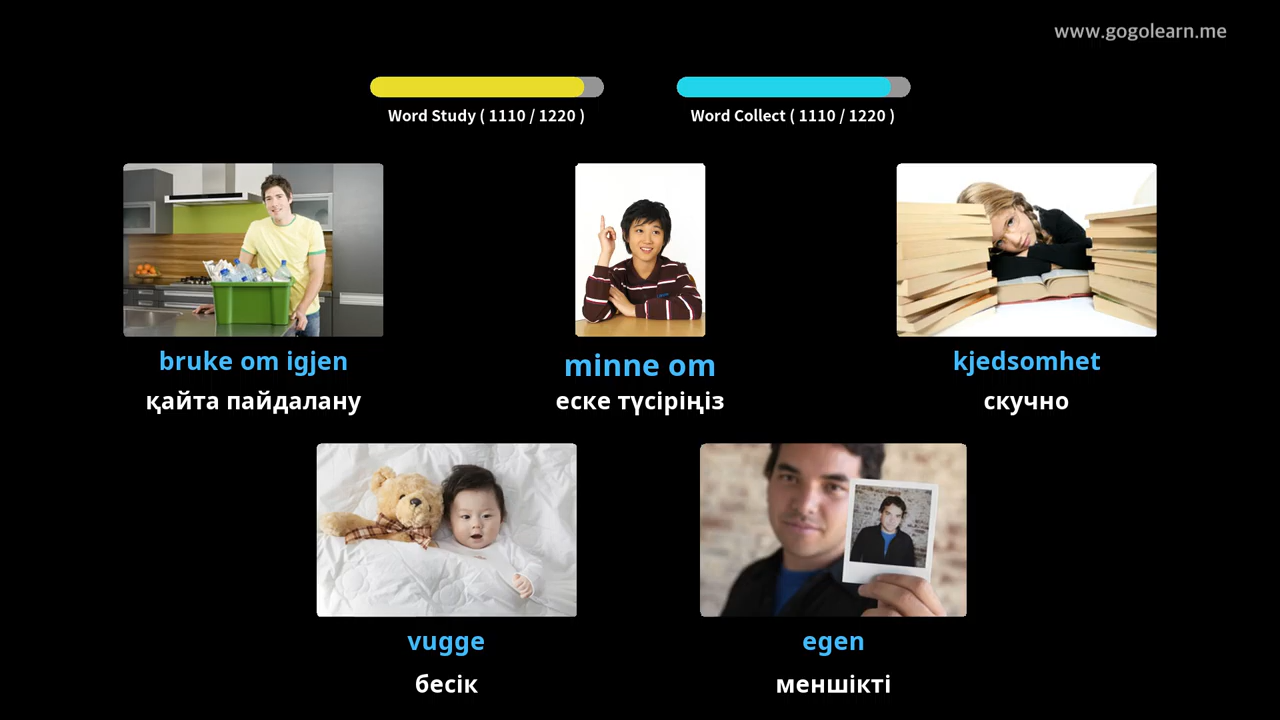 www.gogolearn.me
Word Study ( 1110 / 1220 )
Word Collect ( 1110 / 1220 )
bruke om igjen
minne om
kjedsomhet
қайта пайдалану
еске түсіріңіз
скучно
vugge
egen
бесік
меншікті